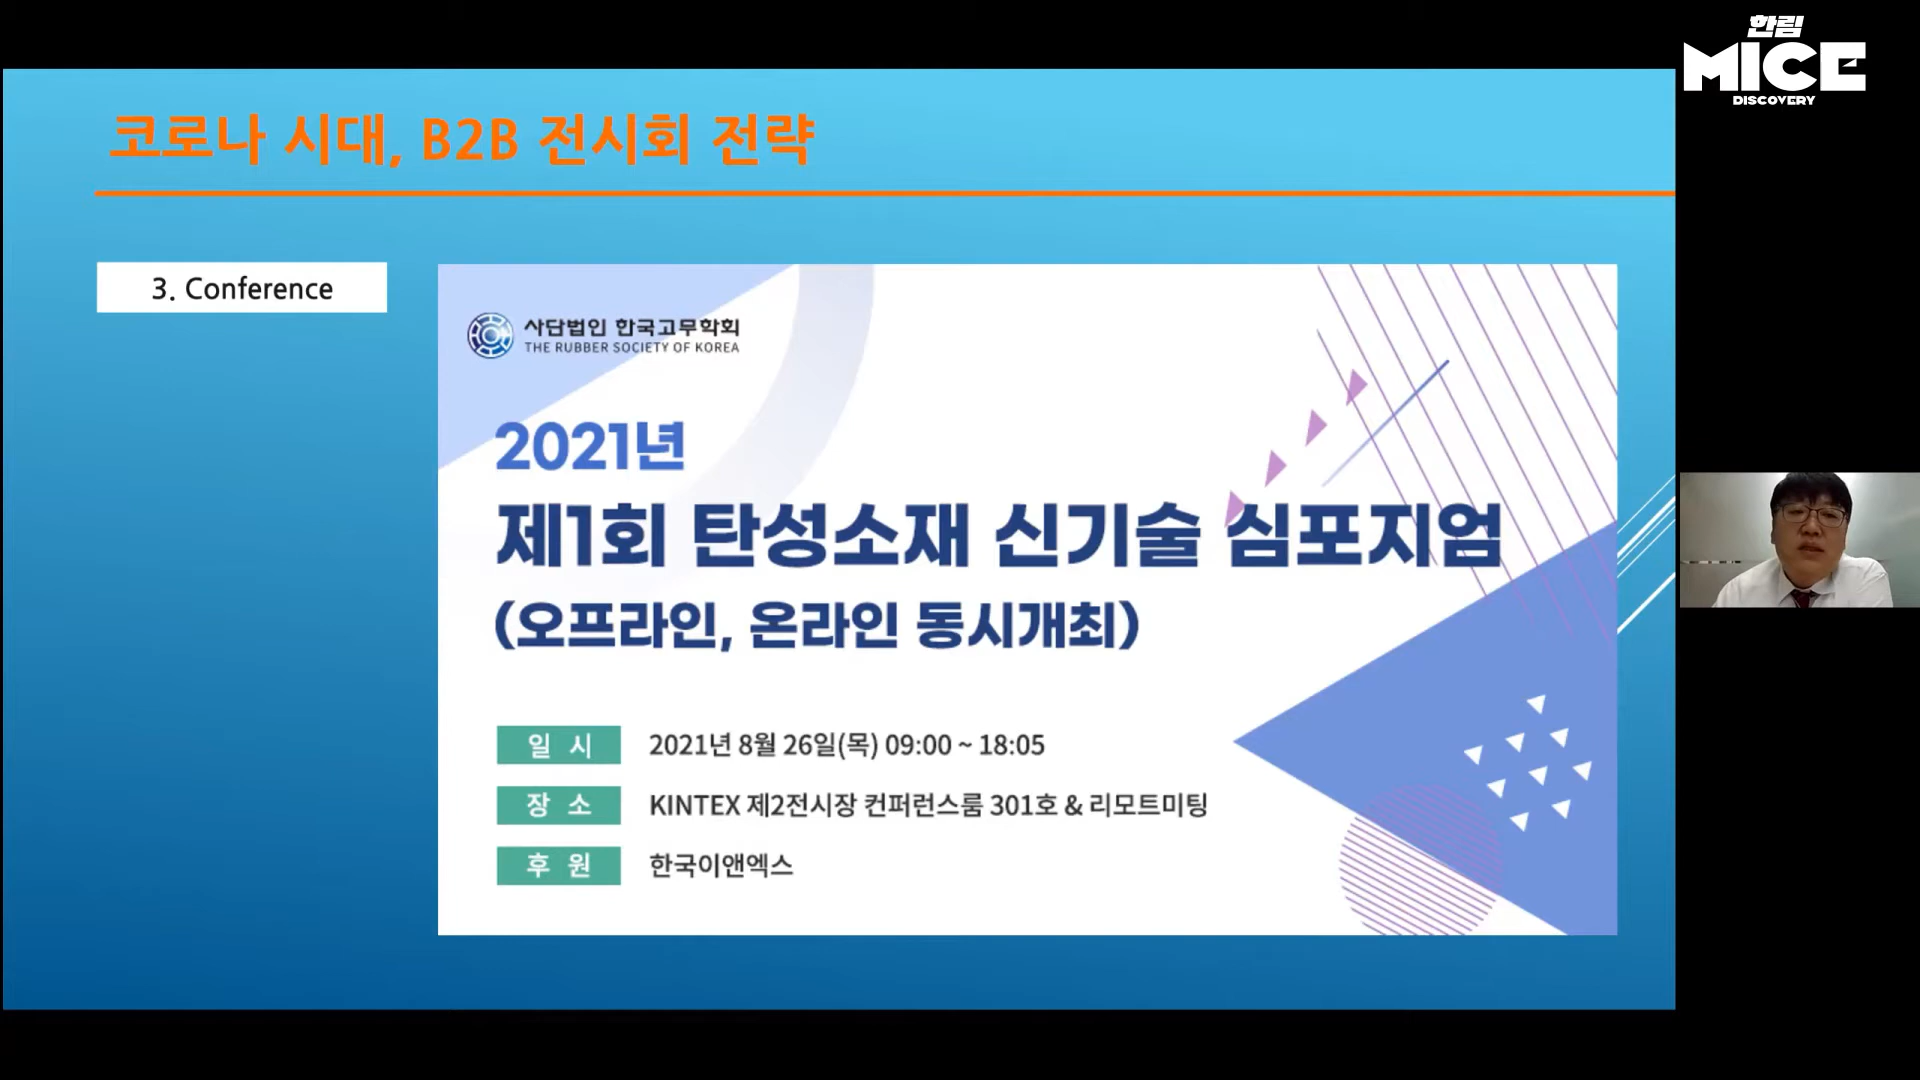 한림
MICE
DISCOVERY
코로나 시대, B2B 전시회 전략
3. Conference
사단법인 한국고무학회
THE RUBBER SOCIETY OF KOREA
2021년
제1회 탄성소재 신기술 심포지엄
(오프라인, 온라인 동시개최)
일 시 2021년 8월 26일(목) 09:00 ~ 18:05
장 소 KINTEX 제2전시장 컨퍼런스룸 301호 & 리모트미팅
후 원 한국이앤엑스